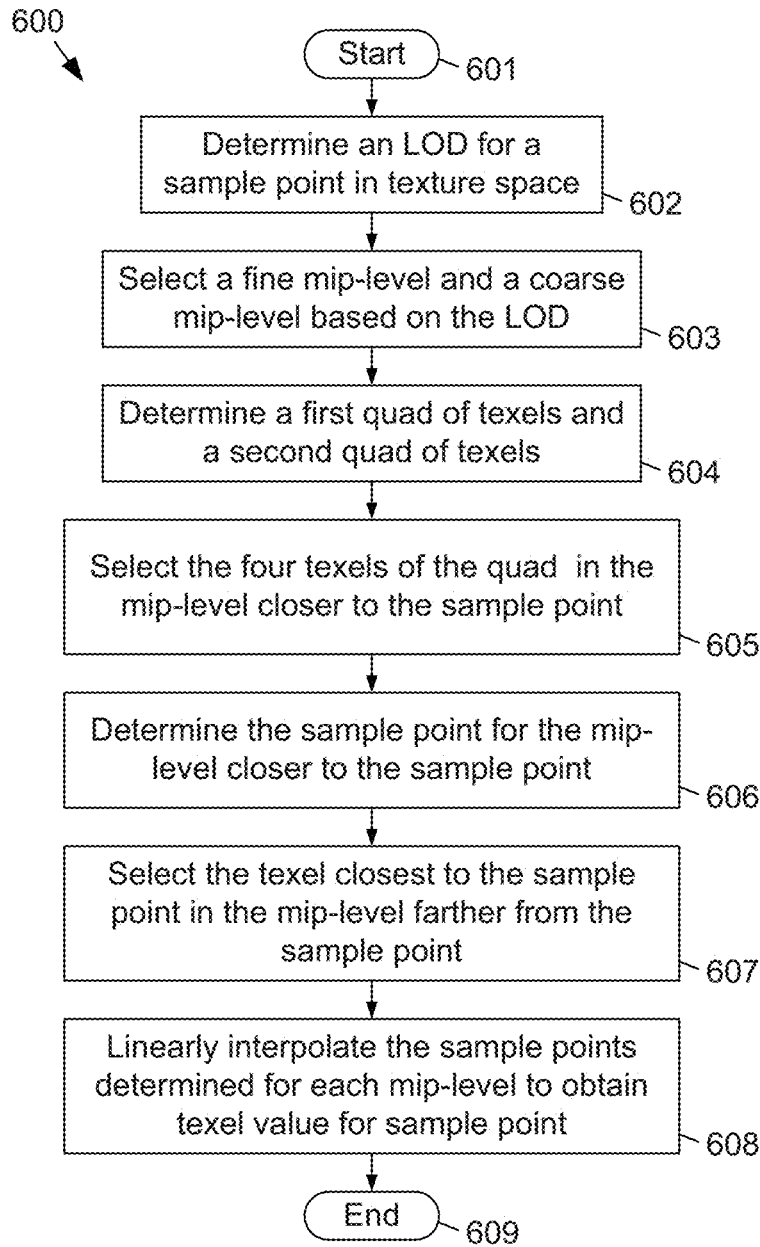 600
Start
601
Determine an LOD for a
sample point in texture space
602
Select a fine mip-level and a coarse
mip-level based on the LOD
603
Determine a first quad of texels and
a second quad of texels
604
Select the four texels of the quad in the
mip-level closer to the sample point
605
Determine the sample point for the mip-
level closer to the sample point
606
Select the texel closest to the sample
point in the mip-level farther from the
sample point
607
Linearly interpolate the sample points
determined for each mip-level to obtain
texel value for sample point
608
End
609